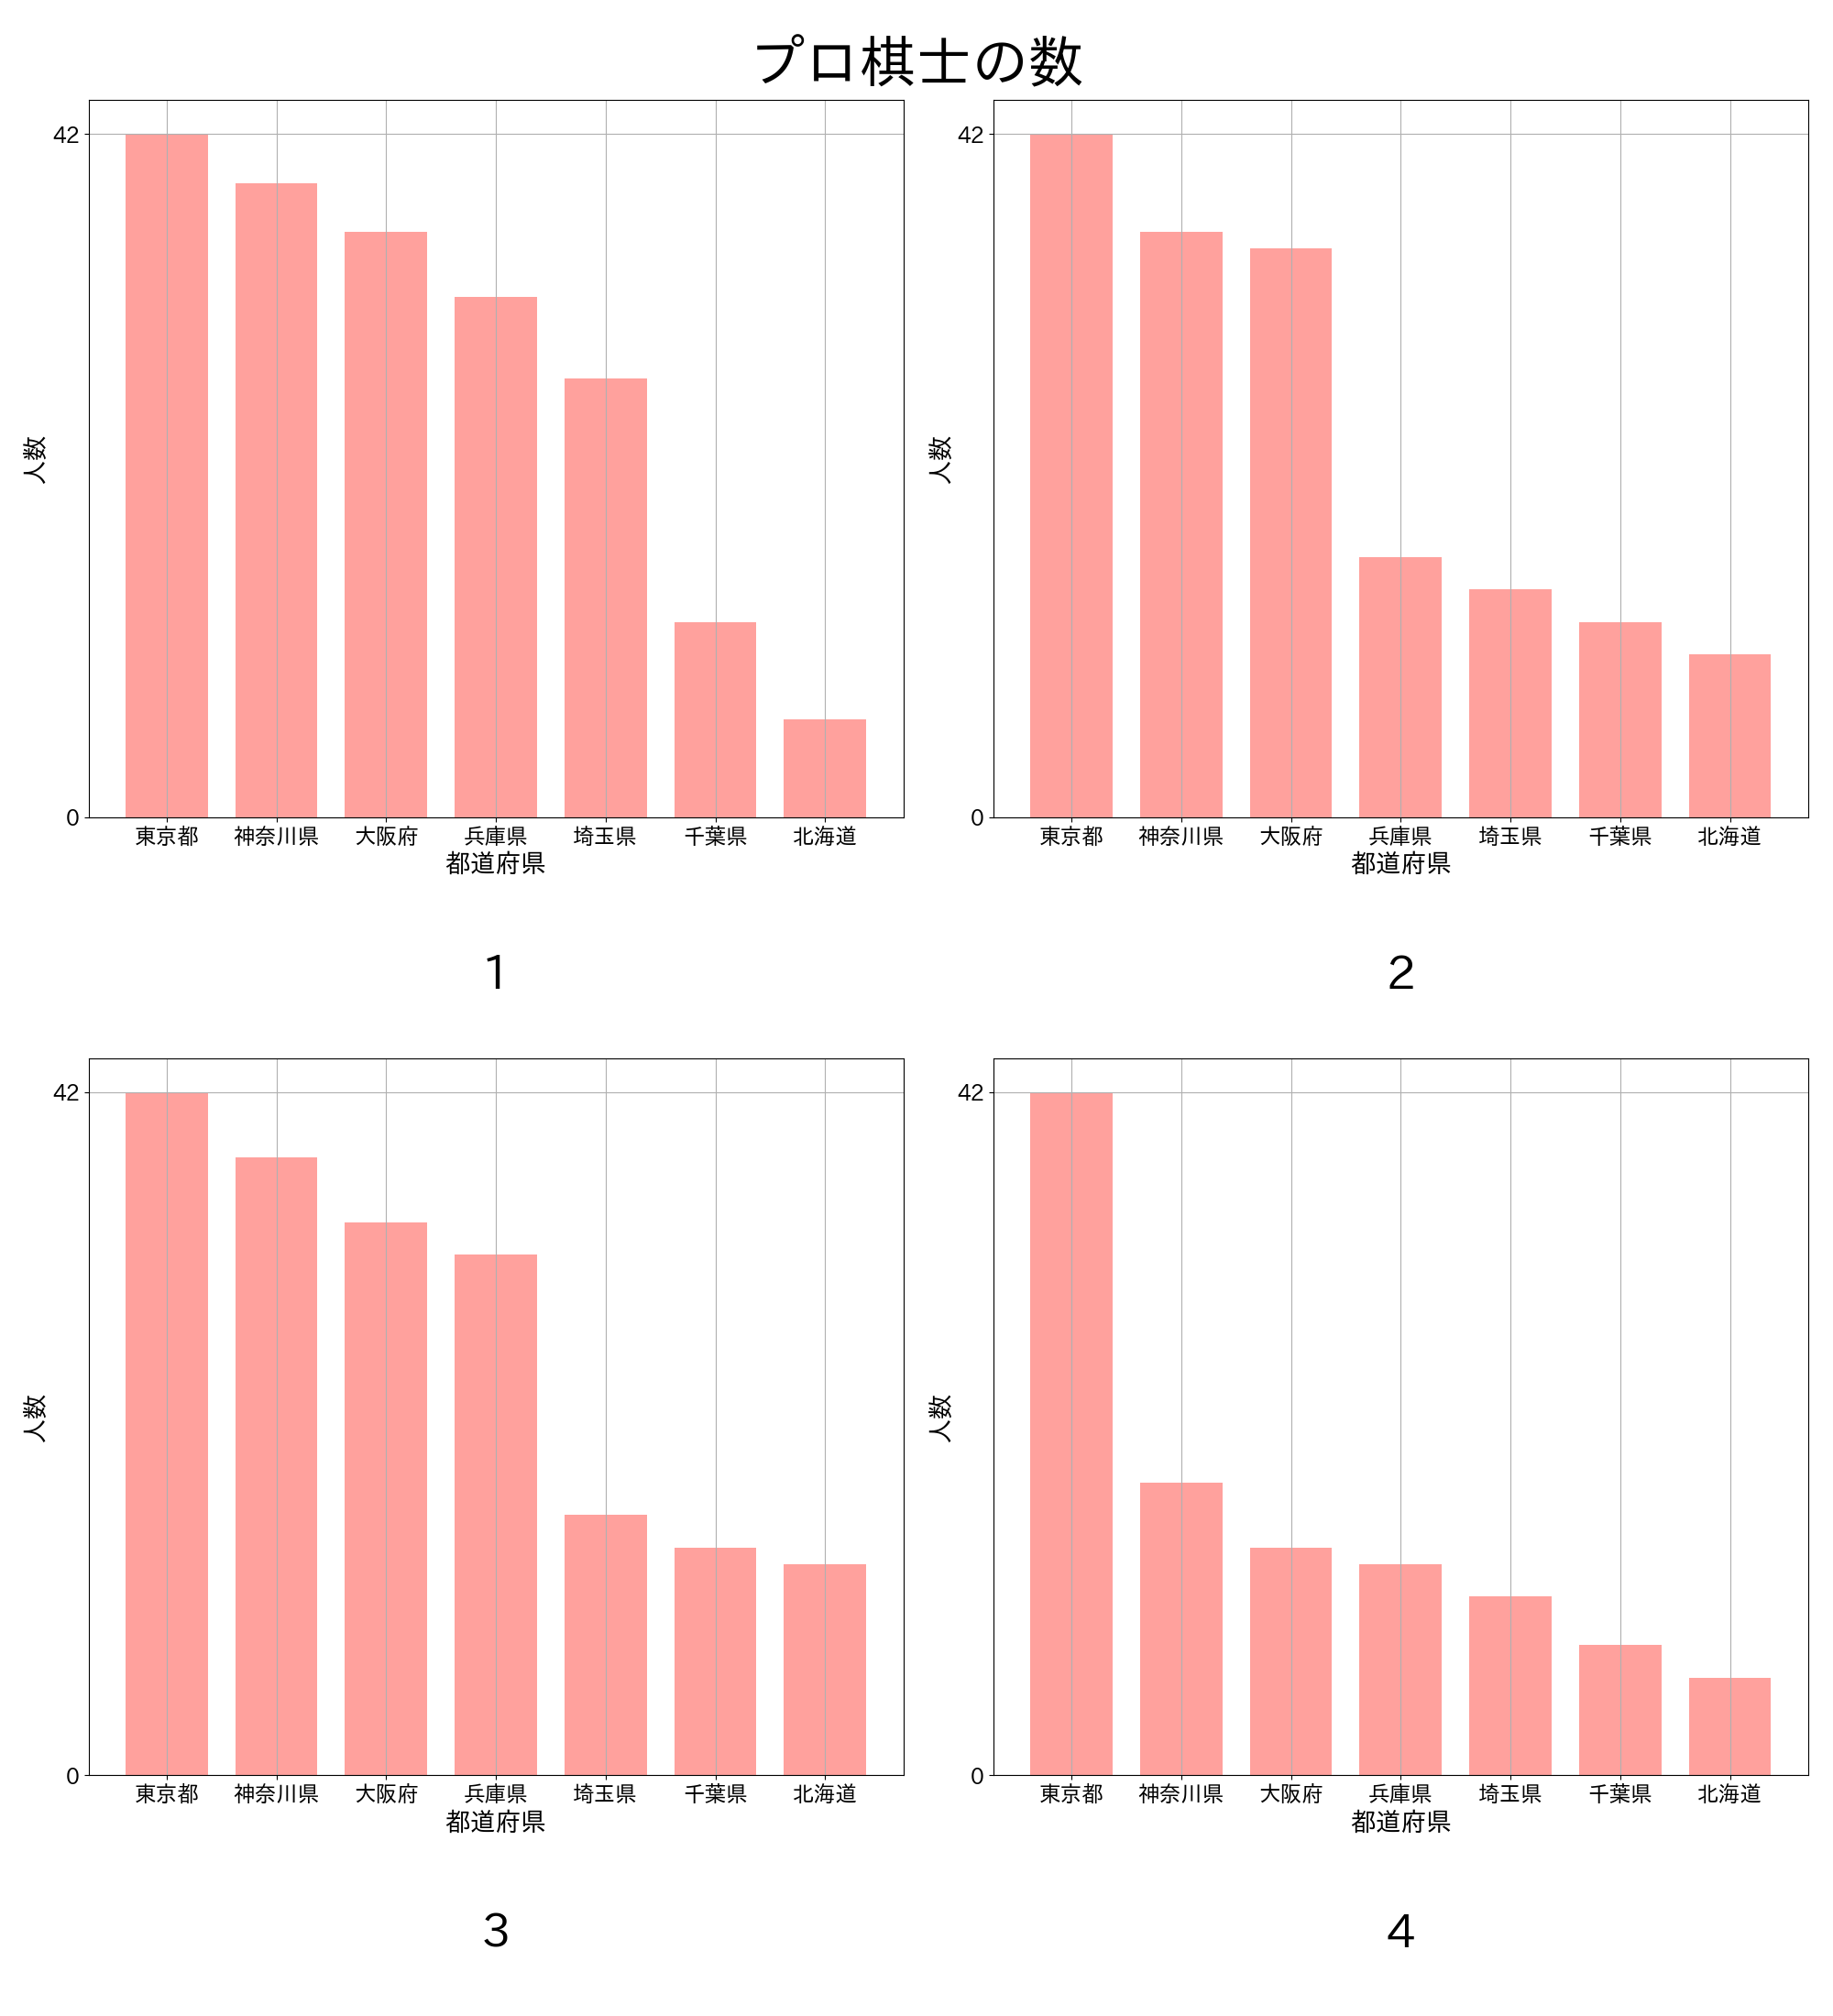 プロ棋士の数
42
人数
0
東京都 神奈川県 大阪府 兵庫県 埼玉県 千葉県 北海道
都道府県
1
42
人数
0
東京都 神奈川県 大阪府 兵庫県 埼玉県 千葉県 北海道
都道府県
2
42
人数
0
東京都 神奈川県 大阪府 兵庫県 埼玉県 千葉県 北海道
都道府県
3
42
人数
0
東京都 神奈川県 大阪府 兵庫県 埼玉県 千葉県 北海道
都道府県
4